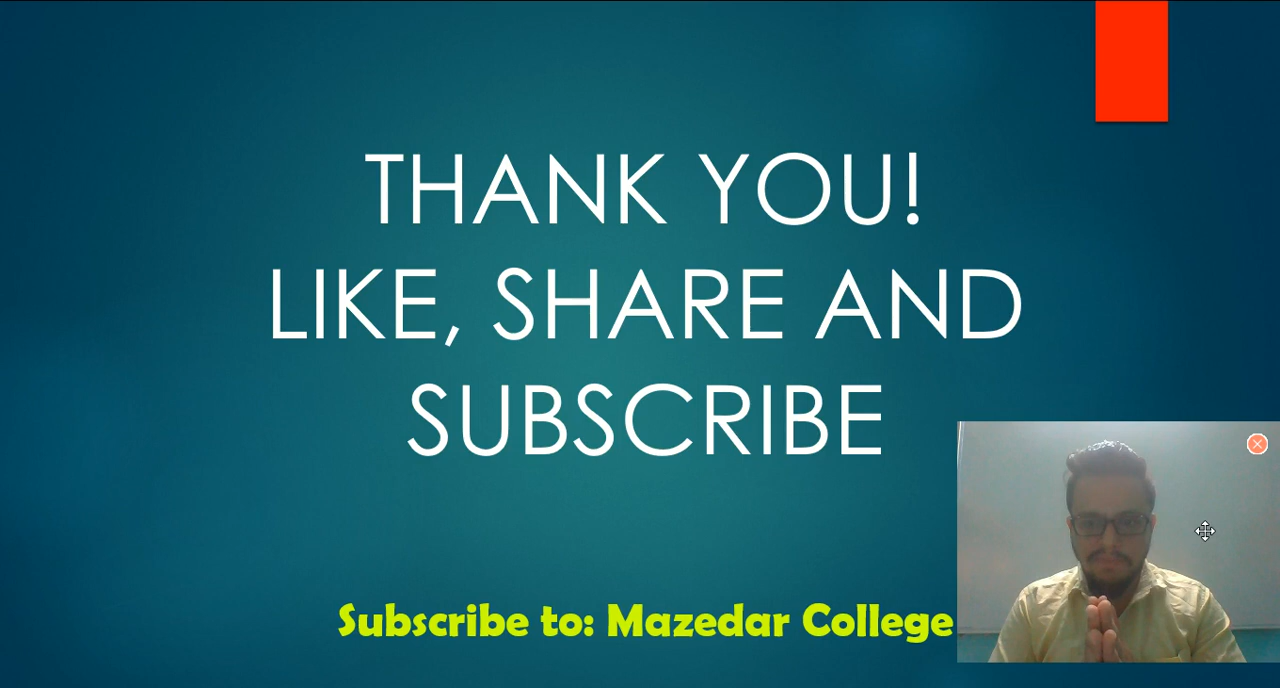 THANK YOU!
LIKE, SHARE AND
SUBSCRIBE
Subscribe to: Mazedar College